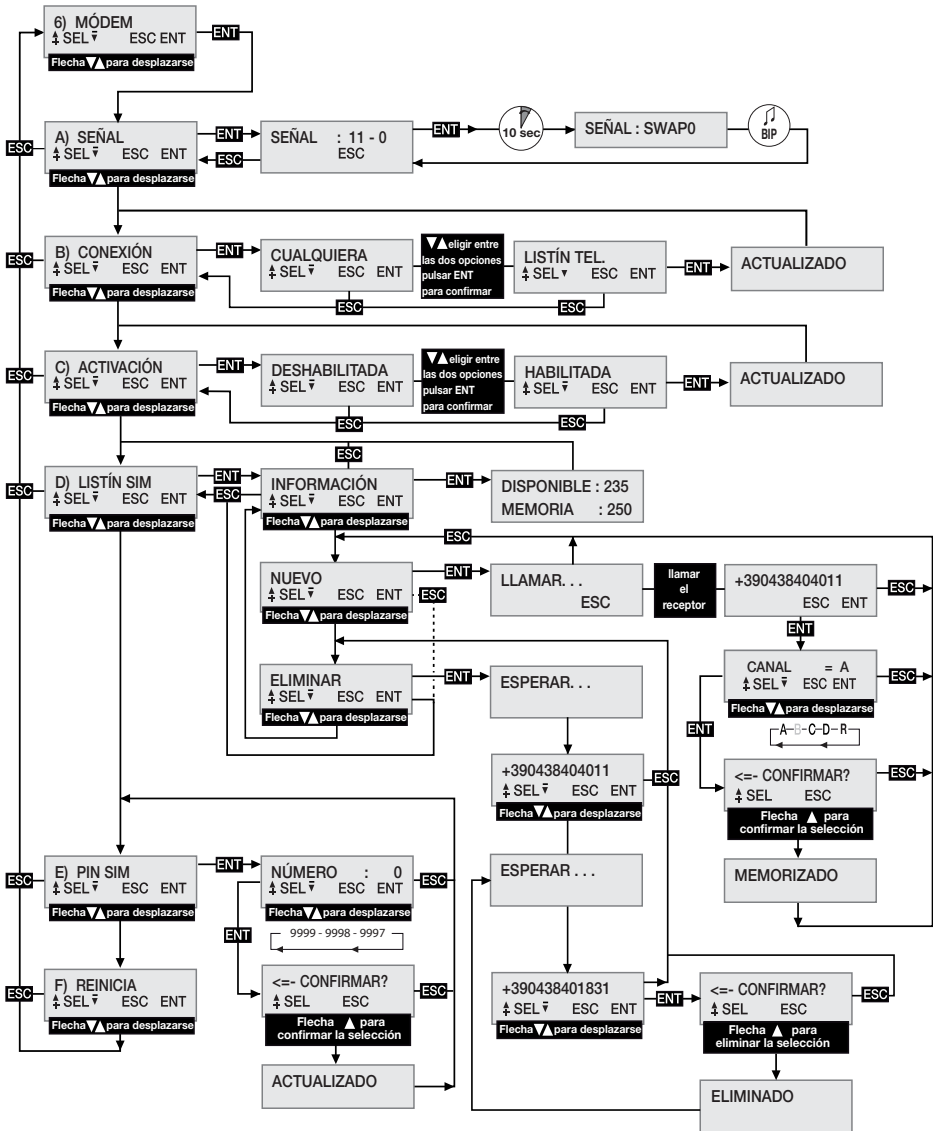 6) MÓDEM
SEL ESC ENT
Flecha para desplazarse
ENT
A) SEÑAL
SEL ESC ENT
Flecha para desplazarse
ESC
ENT
ESC
SEÑAL : 11 - 0
ESC
ENT
10 sec
SEÑAL : SWAP0
BIP
B) CONEXIÓN
SEL ESC ENT
Flecha para desplazarse
ESC
ENT
CUALQUIERA
SEL ESC ENT
ESC
eligir entre
las dos opciones
pulsar ENT
para confirmar
LISTÍN TEL.
SEL ESC ENT
ESC
ENT
ACTUALIZADO
C) ACTIVACIÓN
SEL ESC ENT
Flecha para desplazarse
ESC
ENT
DESHABILITADA
SEL ESC ENT
ESC
eligir entre
las dos opciones
pulsar ENT
para confirmar
HABILITADA
SEL ESC ENT
ESC
ENT
ACTUALIZADO
D) LISTÍN SIM
SEL ESC ENT
Flecha para desplazarse
ESC
ENT
ESC
ESC
INFORMACIÓN
SEL ESC ENT
Flecha para desplazarse
ENT
DISPONIBLE : 235
MEMORIA : 250
ESC
NUEVO
SEL ESC ENT
Flecha para desplazarse
ENT
ESC
LLAMAR. . .
ESC
llamar
el
receptor
+390438404011
ESC ENT
ESC
ENT
CANAL = A
SEL ESC ENT
Flecha para desplazarse
ESC
A-B-C-D-R
ENT
<=- CONFIRMAR?
SEL ESC
Flecha para
confirmar la selección
ESC
MEMORIZADO
ELIMINAR
SEL ESC ENT
Flecha para desplazarse
ENT
ESPERAR. . .
+390438404011
SEL ESC ENT
Flecha para desplazarse
ESC
ESPERAR . . .
+390438401831
SEL ESC ENT
Flecha para desplazarse
ENT
<=- CONFIRMAR?
SEL ESC
Flecha para
eliminar la selección
ESC
ELIMINADO
E) PIN SIM
SEL ESC ENT
Flecha para desplazarse
ESC
ENT
NÚMERO : 0
SEL ESC ENT
Flecha para desplazarse
ESC
9999 - 9998 - 9997
ENT
<=- CONFIRMAR?
SEL ESC
Flecha para
confirmar la selección
ESC
ACTUALIZADO
F) REINICIA
SEL ESC ENT
Flecha para desplazarse
ESC